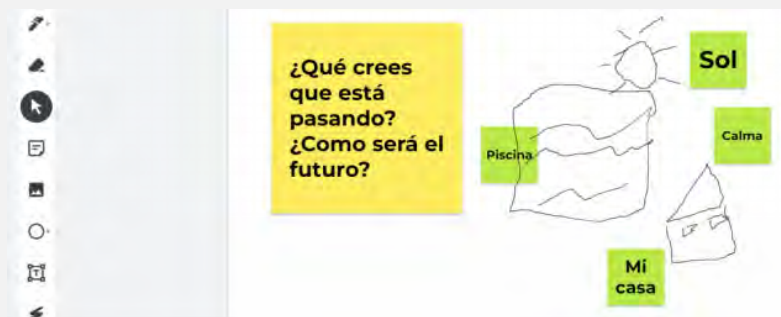 ¿Qué crees
que está
pasando?
¿Como será el
futuro?
Sol
Calma
Piscina
Mi
casa